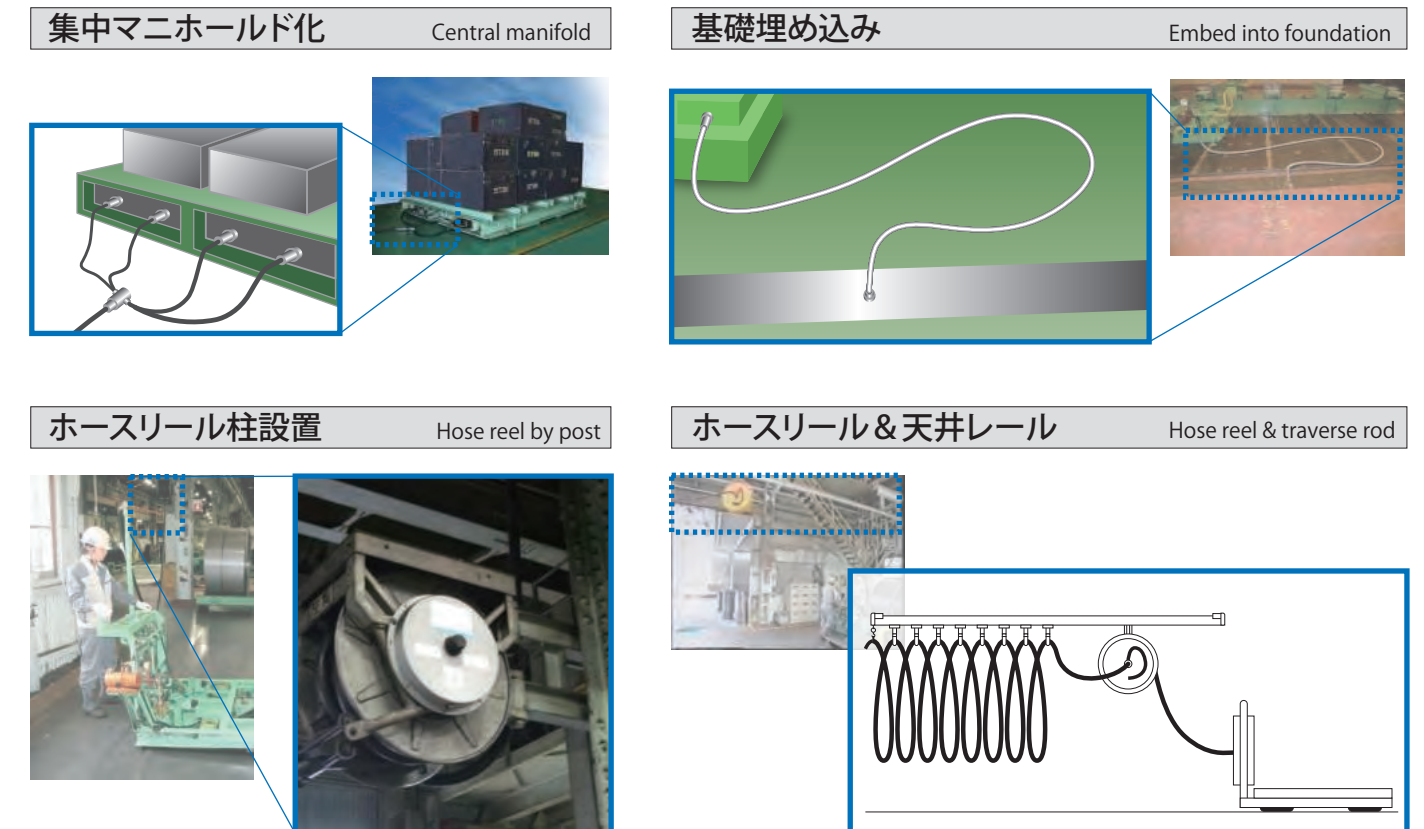 集中マニホールド化 Central manifold
基礎埋め込み Embed into foundation
ホースリール柱設置 Hose reel by post
ホースリール＆天井レール Hose reel & traverse rod